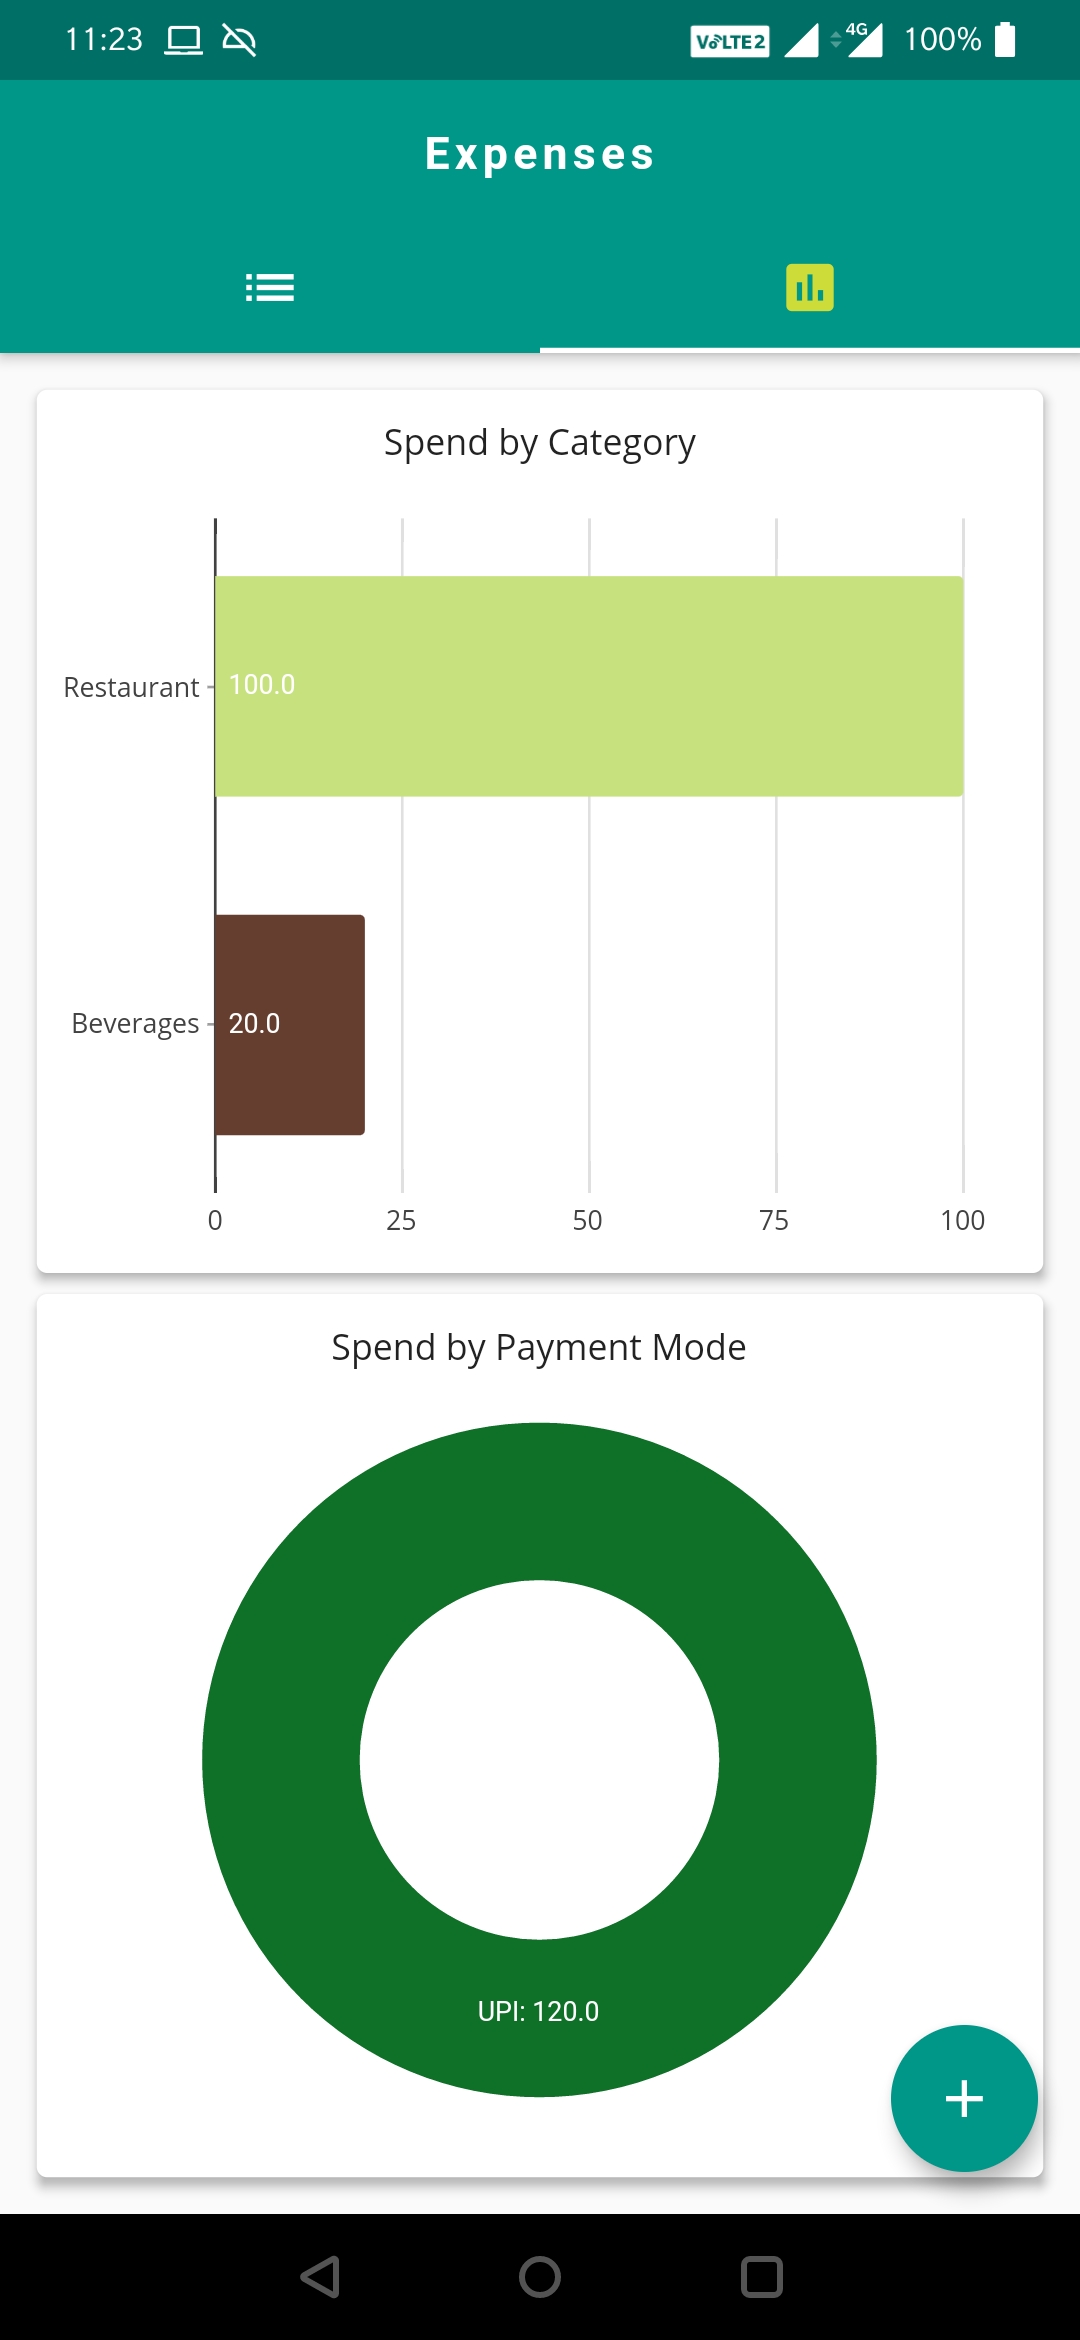 11:23 VoLTE2 4G 100%
Expenses
Spend by Category
Restaurant 100.0
Beverages 20.0
0 25 50 75 100
Spend by Payment Mode
UPI: 120.0
+